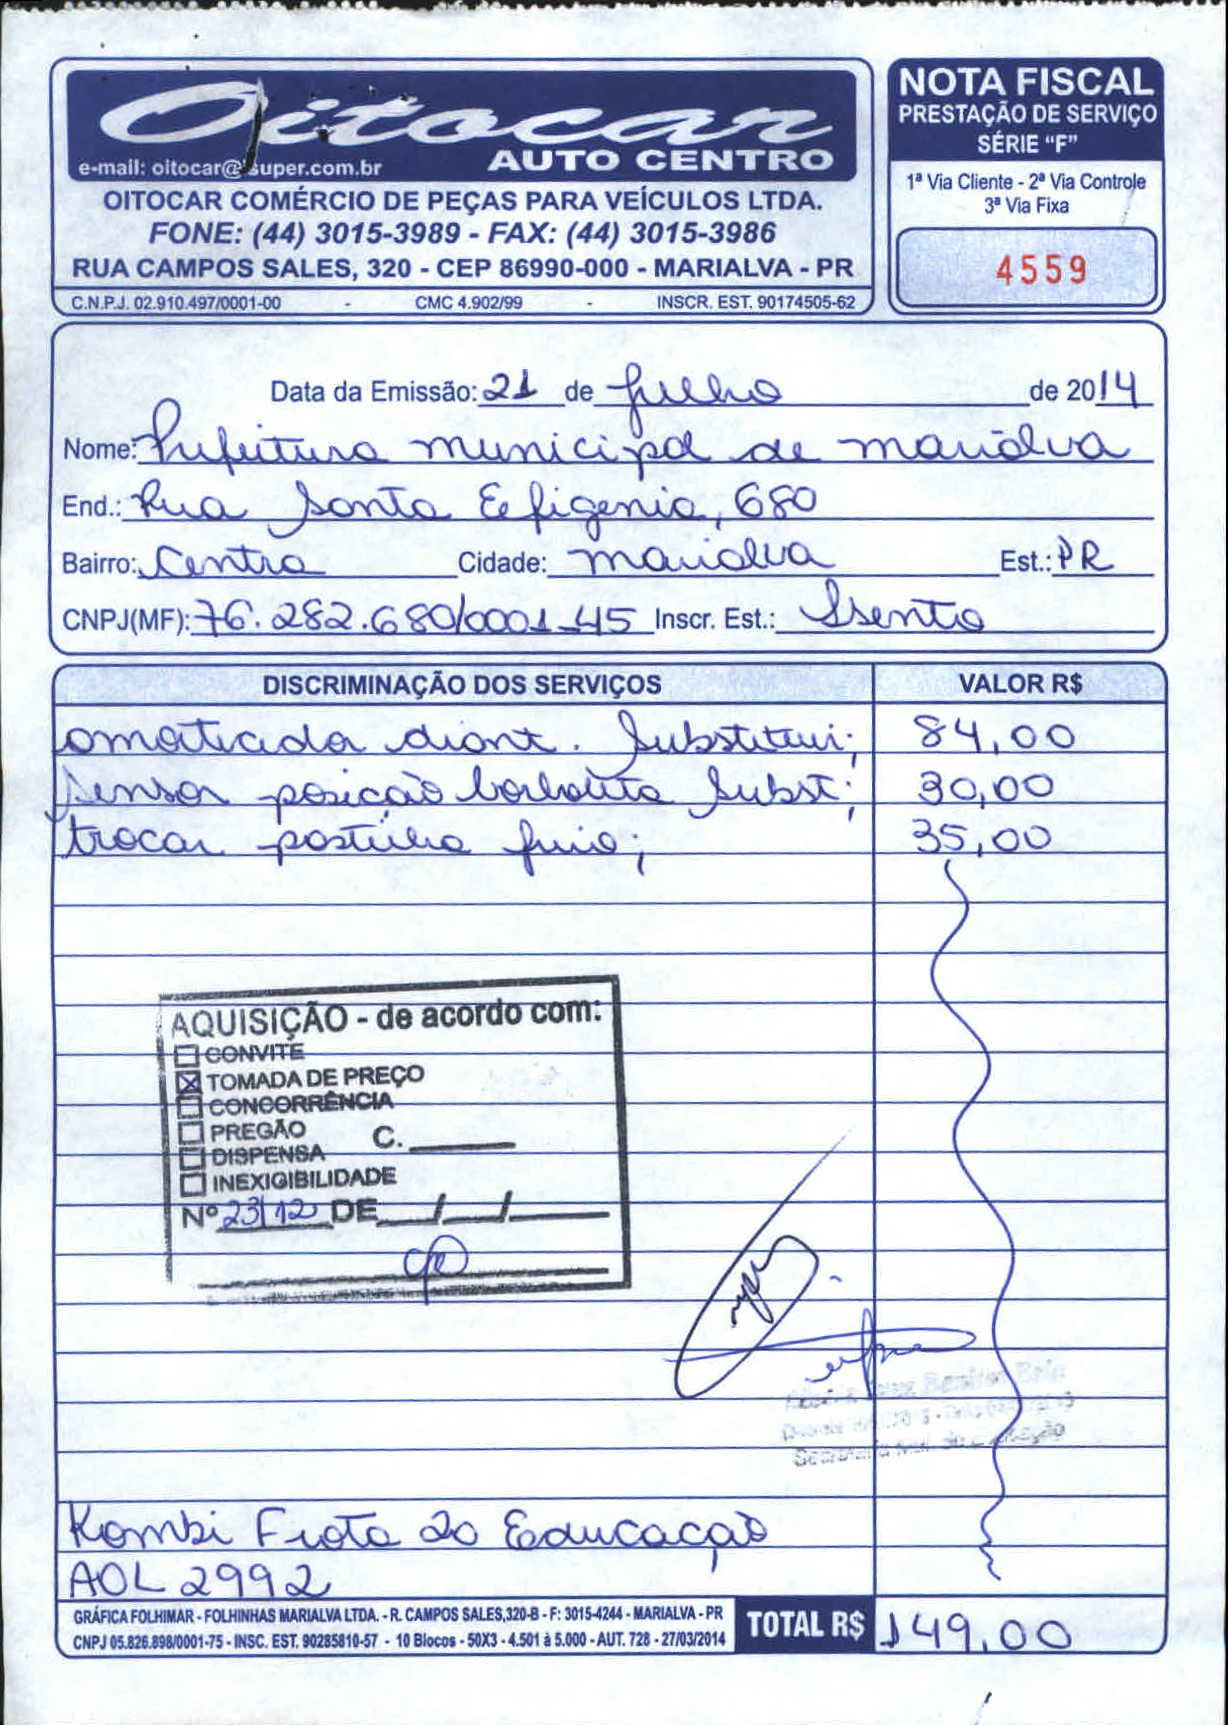 Oitocar
AUTO CENTRO
e-mail: oitocar@super.com.br
OITOCAR COMÉRCIO DE PEÇAS PARA VEÍCULOS LTDA.
FONE: (44) 3015-3989 - FAX: (44) 3015-3986
RUA CAMPOS SALES, 320 - CEP 86990-000 - MARIALVA - PR
C.N.P.J. 02.910.497/0001-00 - CMC 4.902/99 - INSCR. EST. 90174505-62
NOTA FISCAL
PRESTAÇÃO DE SERVIÇO
SÉRIE “F”
1ª Via Cliente - 2ª Via Controle
3ª Via Fixa
4559
Data da Emissão: 21 de Julho de 2014
Nome: Prefeitura municipal de marialva
End.: Rua Santa Efigenia, 680
Bairro: Centro Cidade: marialva Est.: PR
CNPJ(MF): 76.282.680/0001-45 Inscr. Est.: Isento
DISCRIMINAÇÃO DOS SERVIÇOS VALOR R$
diant. Substitui; 84,00
Sensor posição borboleta Subst; 30,00
trocar pastilha freio; 35,00
AQUISIÇÃO - de acordo com:
CONVITE
TOMADA DE PREÇO
CONCORRÊNCIA
PREGÃO C.
DISPENSA
INEXIGIBILIDADE
Nº 23/12 DE / /
Kombi Frota da Educação
AOL 2992
GRÁFICA FOLHIMAR - FOLHINHAS MARIALVA LTDA. - R. CAMPOS SALES,320-B - F: 3015-4244 - MARIALVA - PR
CNPJ 05.826.898/0001-75 - INSC. EST. 90285810-57 - 10 Blocos - 50X3 - 4.501 à 5.000 - AUT. 728 - 27/03/2014
TOTAL R$ 149,00